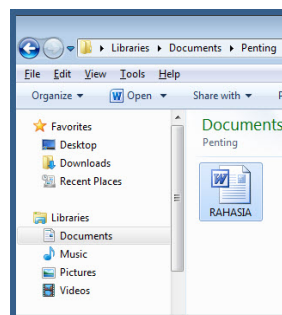 Libraries Documents Penting
File Edit View Tools Help
Organize W Open Share with
Favorites
Desktop
Downloads
Recent Places
Libraries
Documents
Music
Pictures
Videos
Documents
Penting
W
RAHASIA